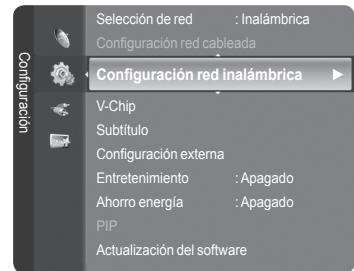 Configuración
Selección de red : Inalámbrica
Configuración red cableada
Configuración red inalámbrica
V-Chip
Subtítulo
Configuración externa
Entretenimiento : Apagado
Ahorro energía : Apagado
PIP
Actualización del software